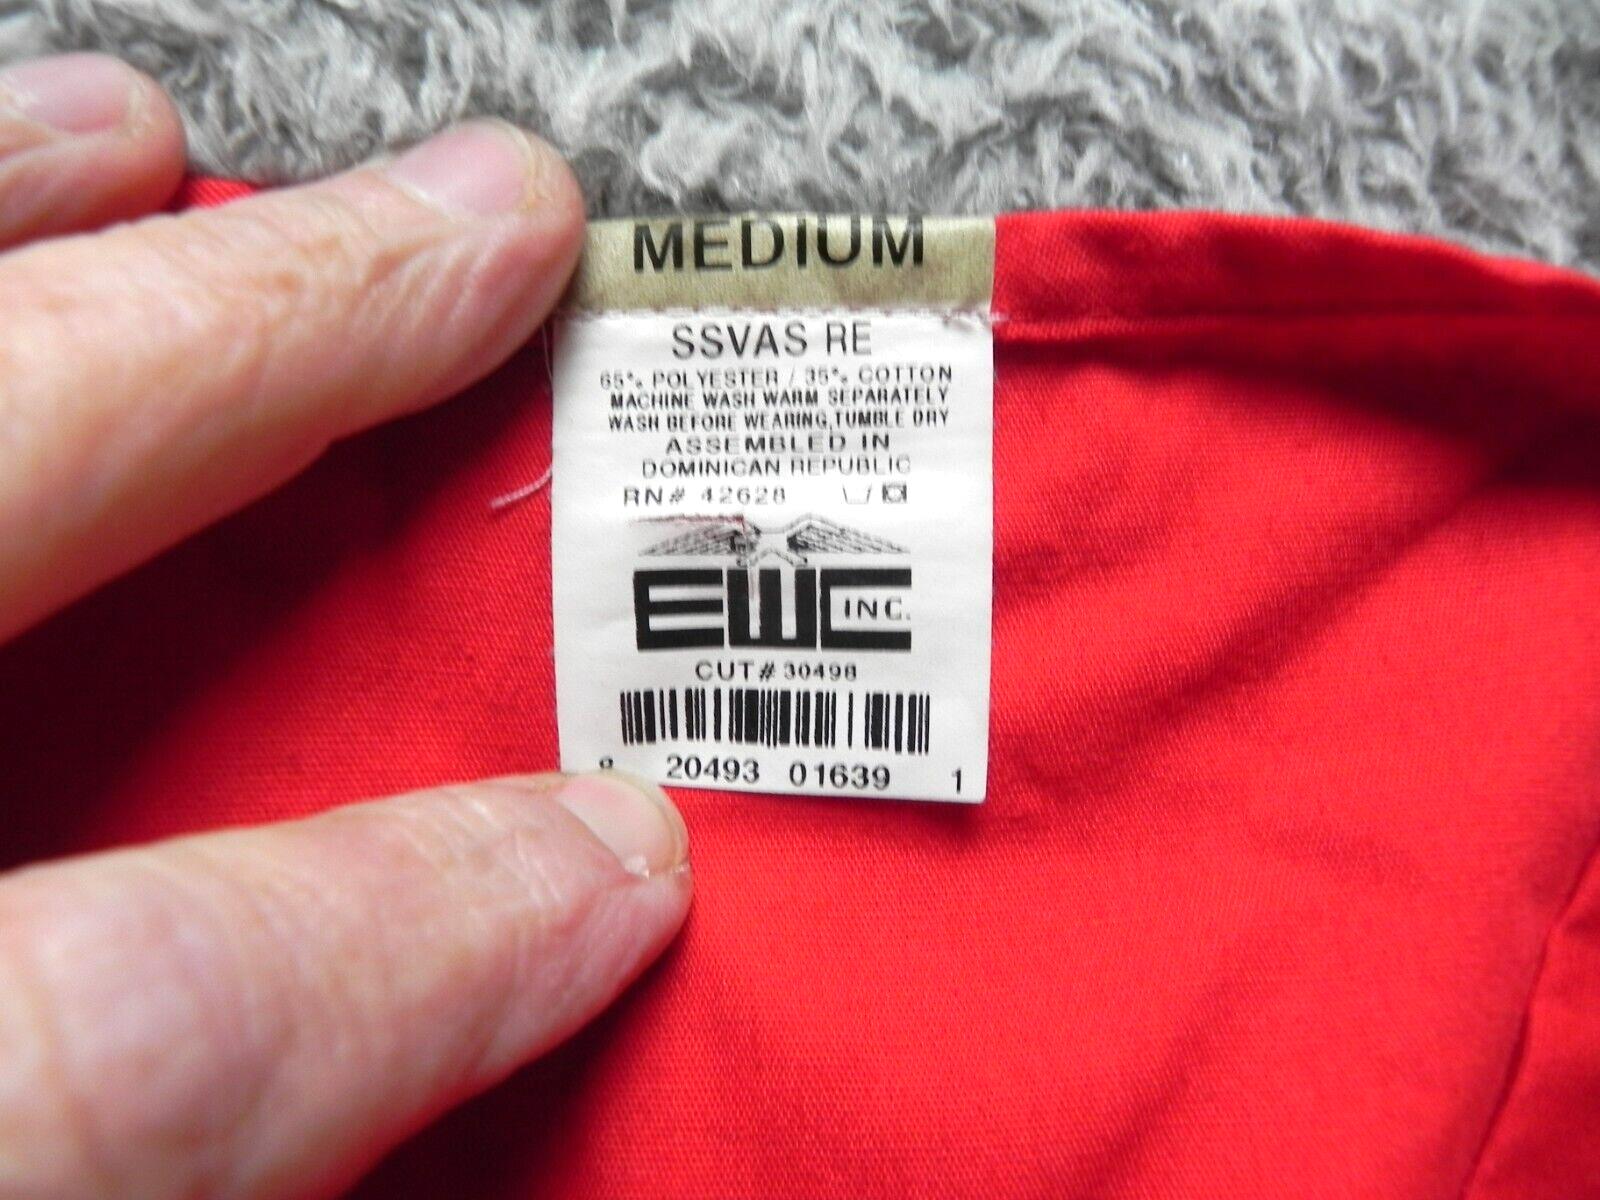 MEDIUM
SSVAS RE
65% POLYESTER / 35% COTTON
MACHINE WASH WARM SEPARATELY
WASH BEFORE WEARING, TUMBLE DRY
ASSEMBLED IN
DOMINICAN REPUBLIC
RN# 42628
EWC INC.
CUT# 30498
8 20493 01639 1